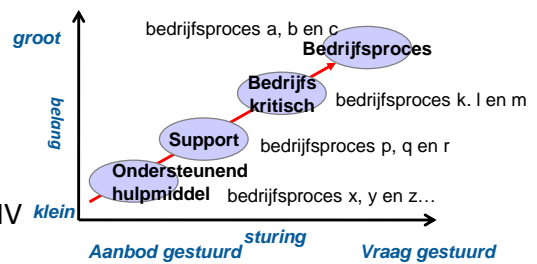 bedrijfsproces a, b en c
groot
Bedrijfsproces
Bedrijfs
kritisch
bedrijfsproces k. l en m
belang
Support
bedrijfsproces p, q en r
Ondersteunend
hulpmiddel
bedrijfsproces x, y en z…
IV
klein
sturing
Aanbod gestuurd
Vraag gestuurd